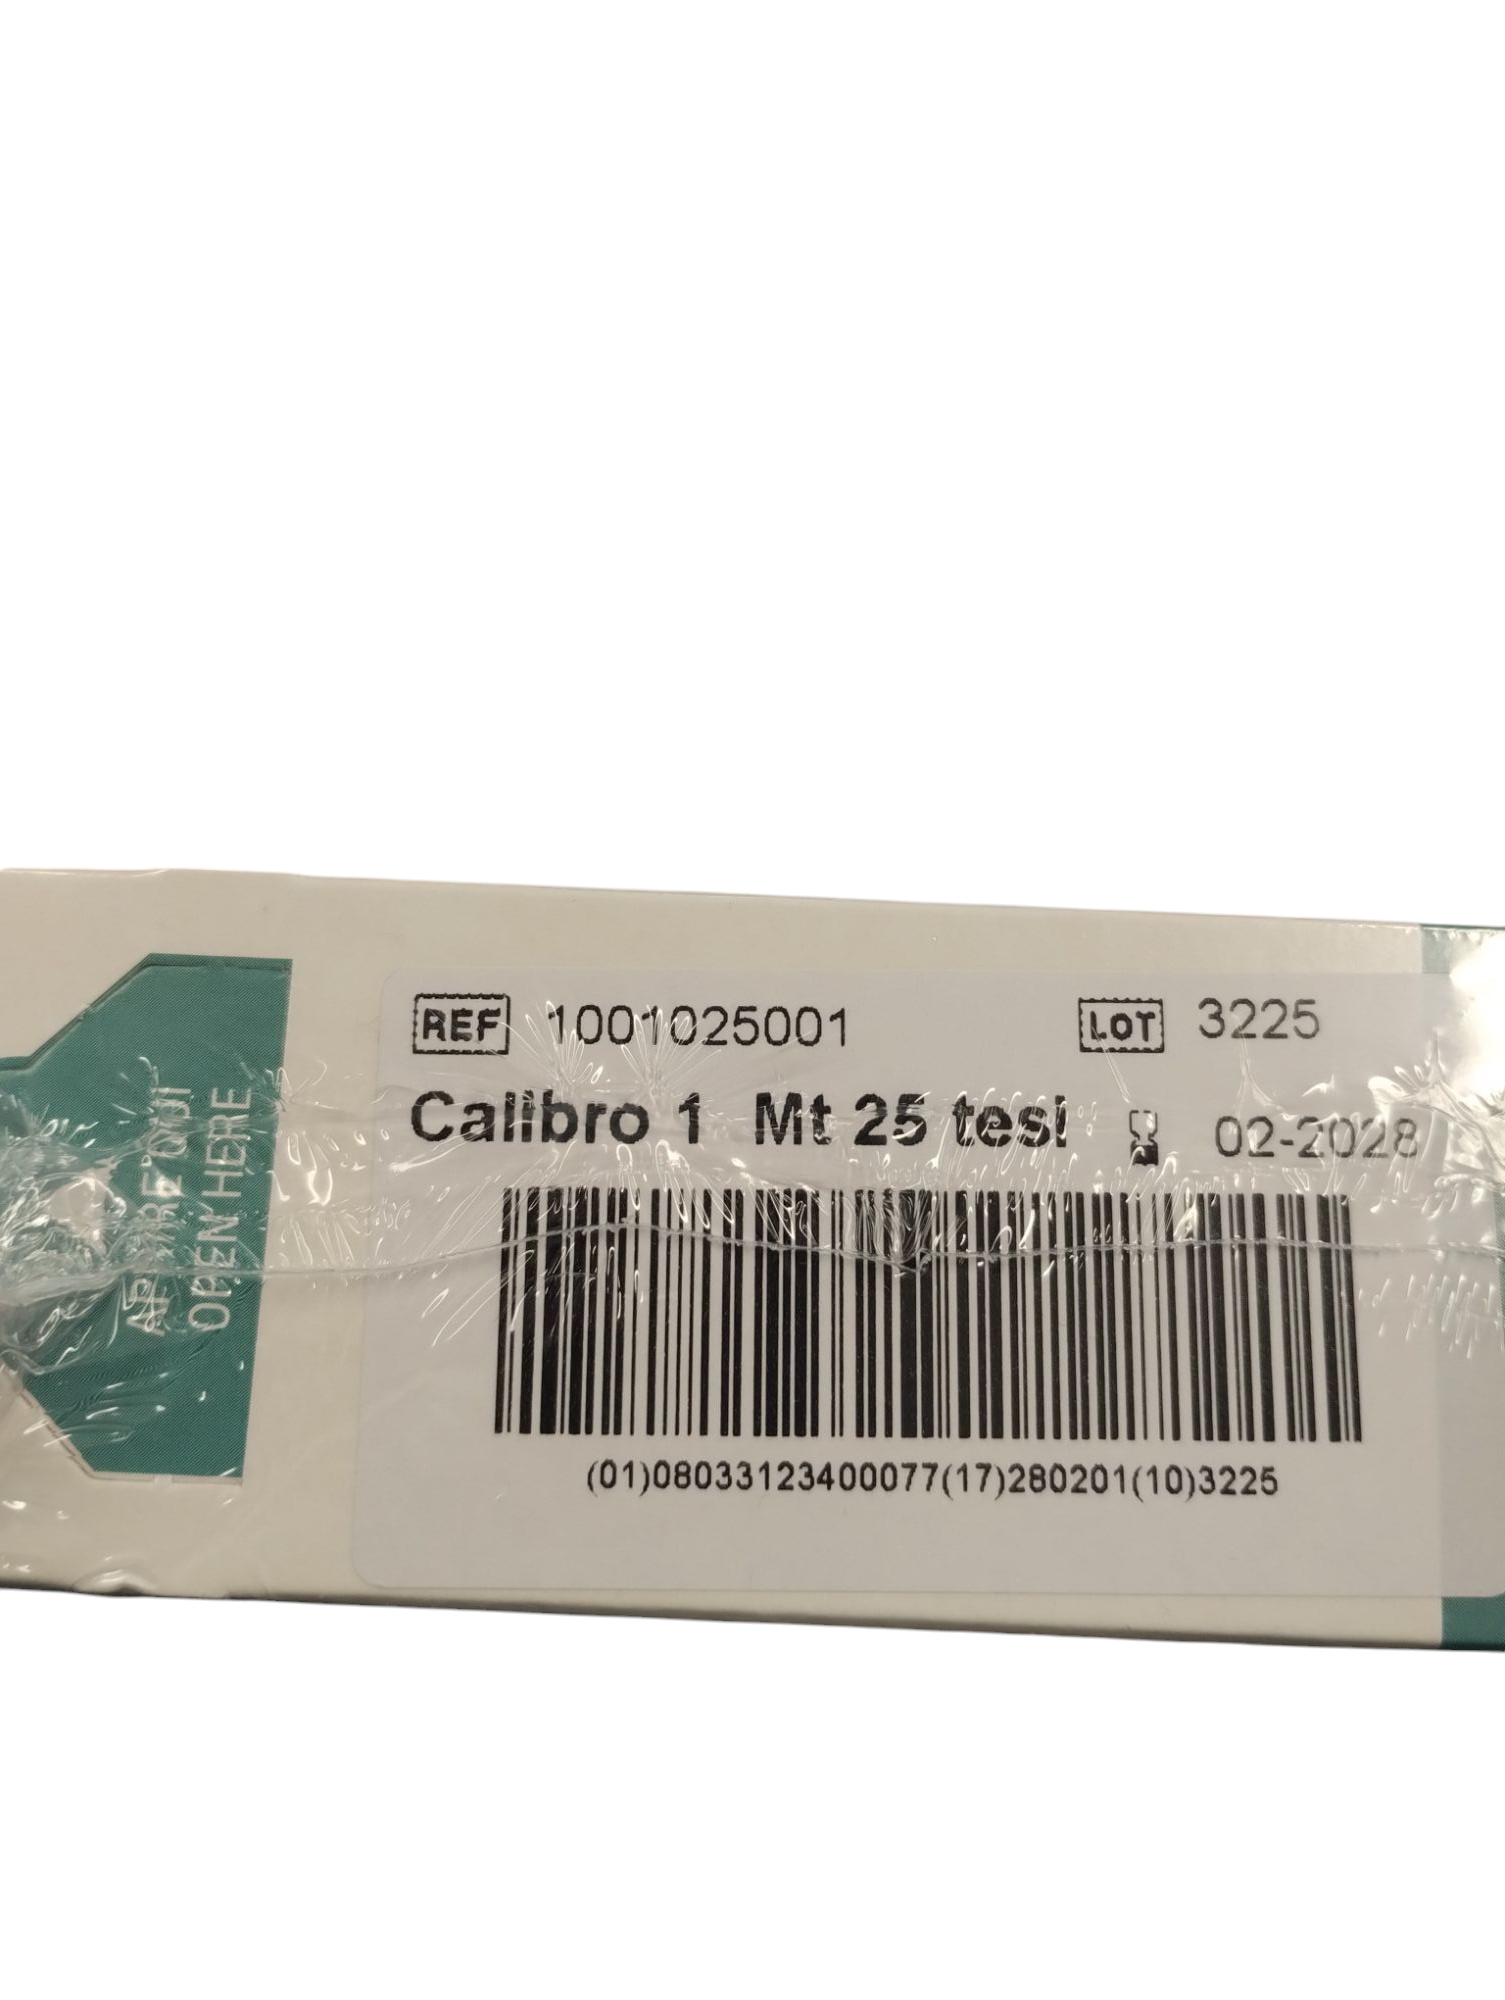 REF 1001025001 LOT 3225
Calibro 1 Mt 25 tesi 02-2028
(01)08033123400077(17)280201(10)3225
APRIRE QUI
OPEN HERE